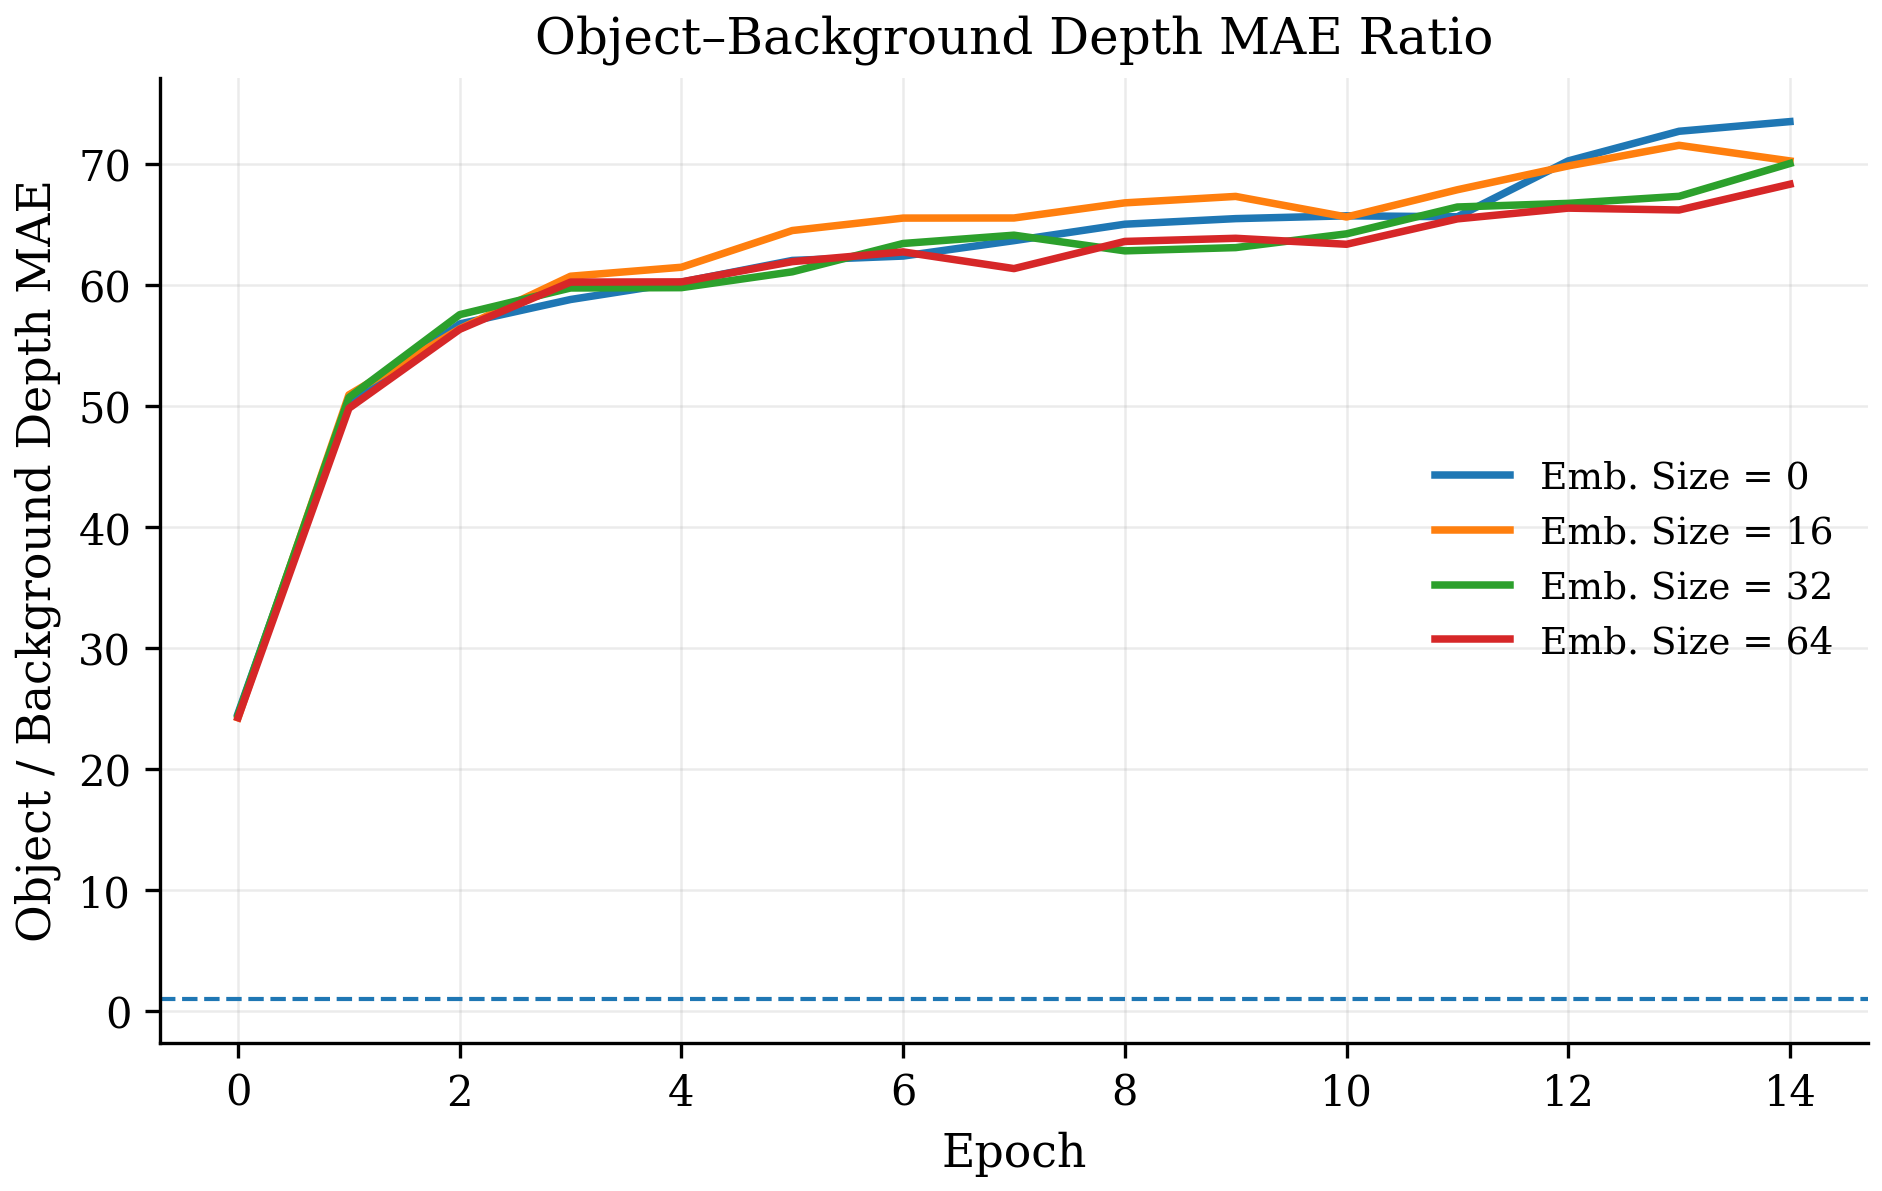 Object–Background Depth MAE Ratio
Object / Background Depth MAE
70
60
50
40
30
20
10
0
Emb. Size = 0
Emb. Size = 16
Emb. Size = 32
Emb. Size = 64
0 2 4 6 8 10 12 14
Epoch